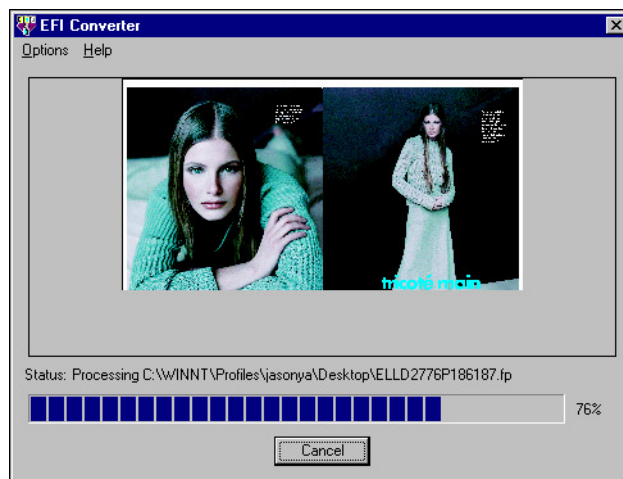 EFI Converter
Options Help
tricoté main
Status: Processing C:\WINNT\Profiles\jasonya\Desktop\ELLD2776P186187.fp
76%
Cancel